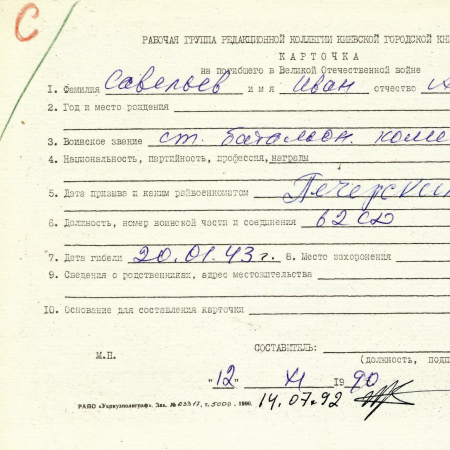 С
РАБОЧАЯ ГРУППА РЕДАКЦИОННОЙ КОЛЛЕГИИ КИЕВСКОЙ ГОРОДСКОЙ КНИ
КАРТОЧКА
на погибшего в Великой Отечественной войне
1. Фамилия Савельев имя Иван отчество
2. Год и место рождения
3. Воинское звание ст. батальон. коме
4. Национальность, партийность, профессия, награды
5. Дата призыва и каким райвоенкоматом Печерским
6. Должность, номер воинской части и соединения 62 СД
7. Дата гибели 20.01.43 г. 8. Место захоронения
9. Сведения о родственниках, адрес местожительства
10. Основание для составления карточки
СОСТАВИТЕЛЬ:
(должность, подп
М.П.
"12" XI 1990
РАПО «Укрвузполиграф». Зак. № 03317, т. 5000. 1990. 14.07.92